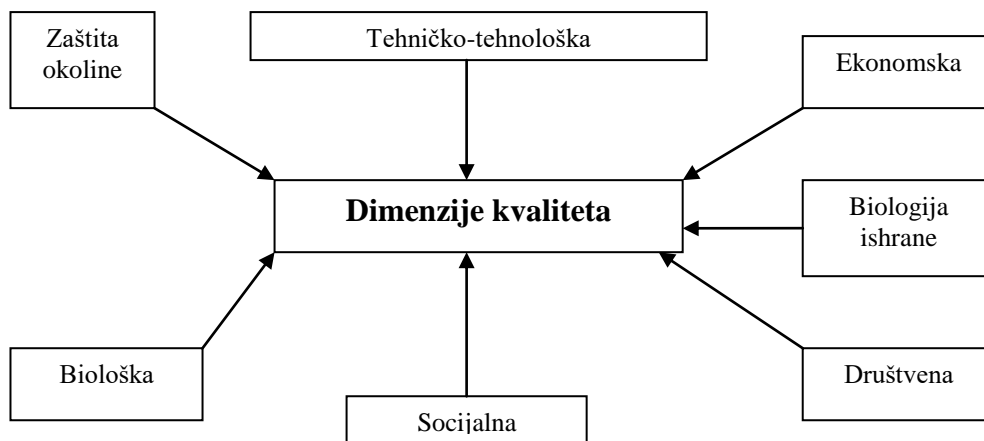 Zaštita
okoline
Tehničko-tehnološka
Ekonomska
Dimenzije kvaliteta
Biologija
ishrane
Biološka
Socijalna
Društvena